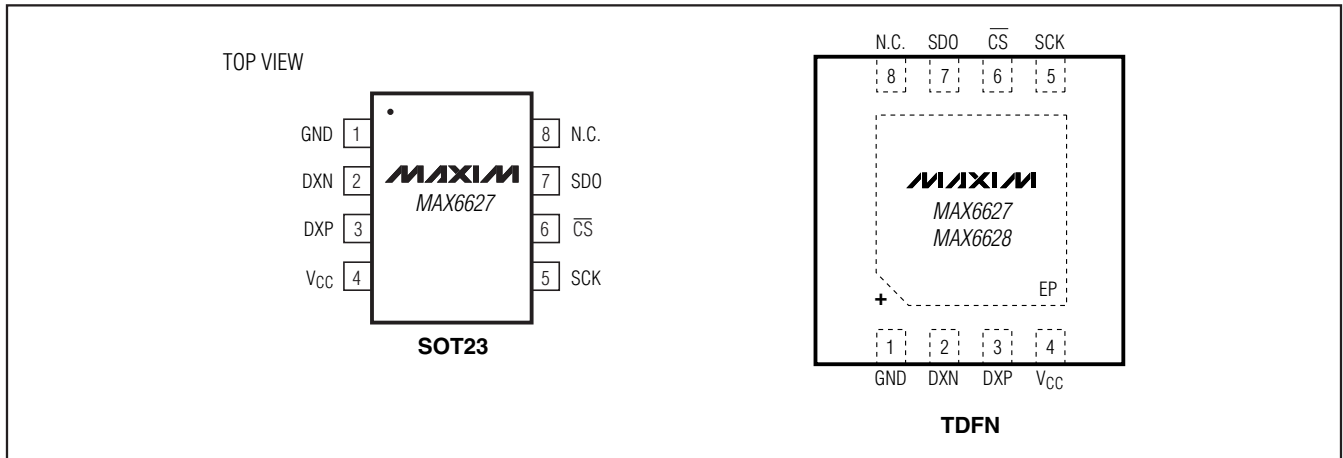 TOP VIEW
GND 1
DXN 2
DXP 3
VCC 4
MAXIM
MAX6627
8 N.C.
7 SDO
6 C̅S̅
5 SCK
SOT23
N.C. SDO C̅S̅ SCK
8 7 6 5
MAXIM
MAX6627
MAX6628
EP
+
1 2 3 4
GND DXN DXP VCC
TDFN